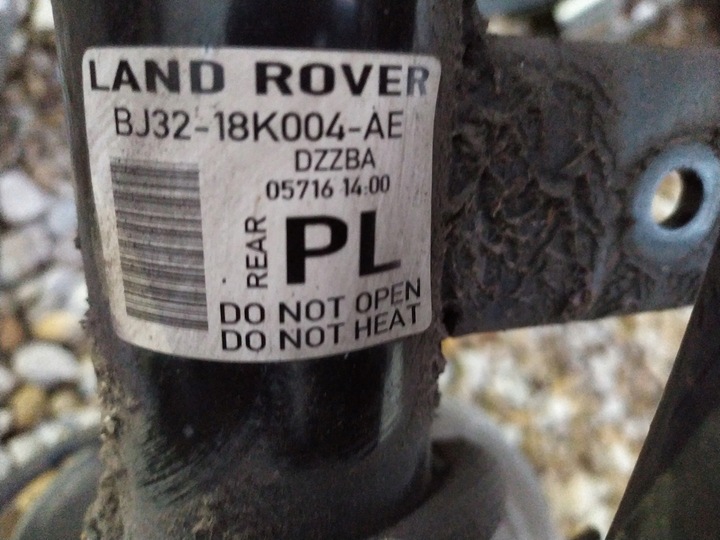 LAND ROVER
BJ32-18K004-AE
DZZBA
05716 14:00
REAR
PL
DO NOT OPEN
DO NOT HEAT